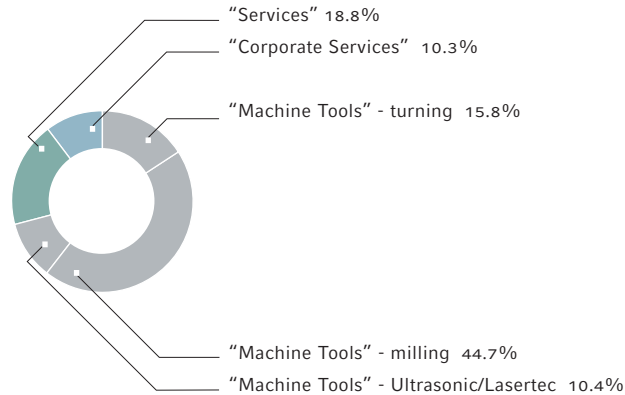 “Services” 18.8%
“Corporate Services” 10.3%
“Machine Tools” - turning 15.8%
“Machine Tools” - milling 44.7%
“Machine Tools” - Ultrasonic/Lasertec 10.4%